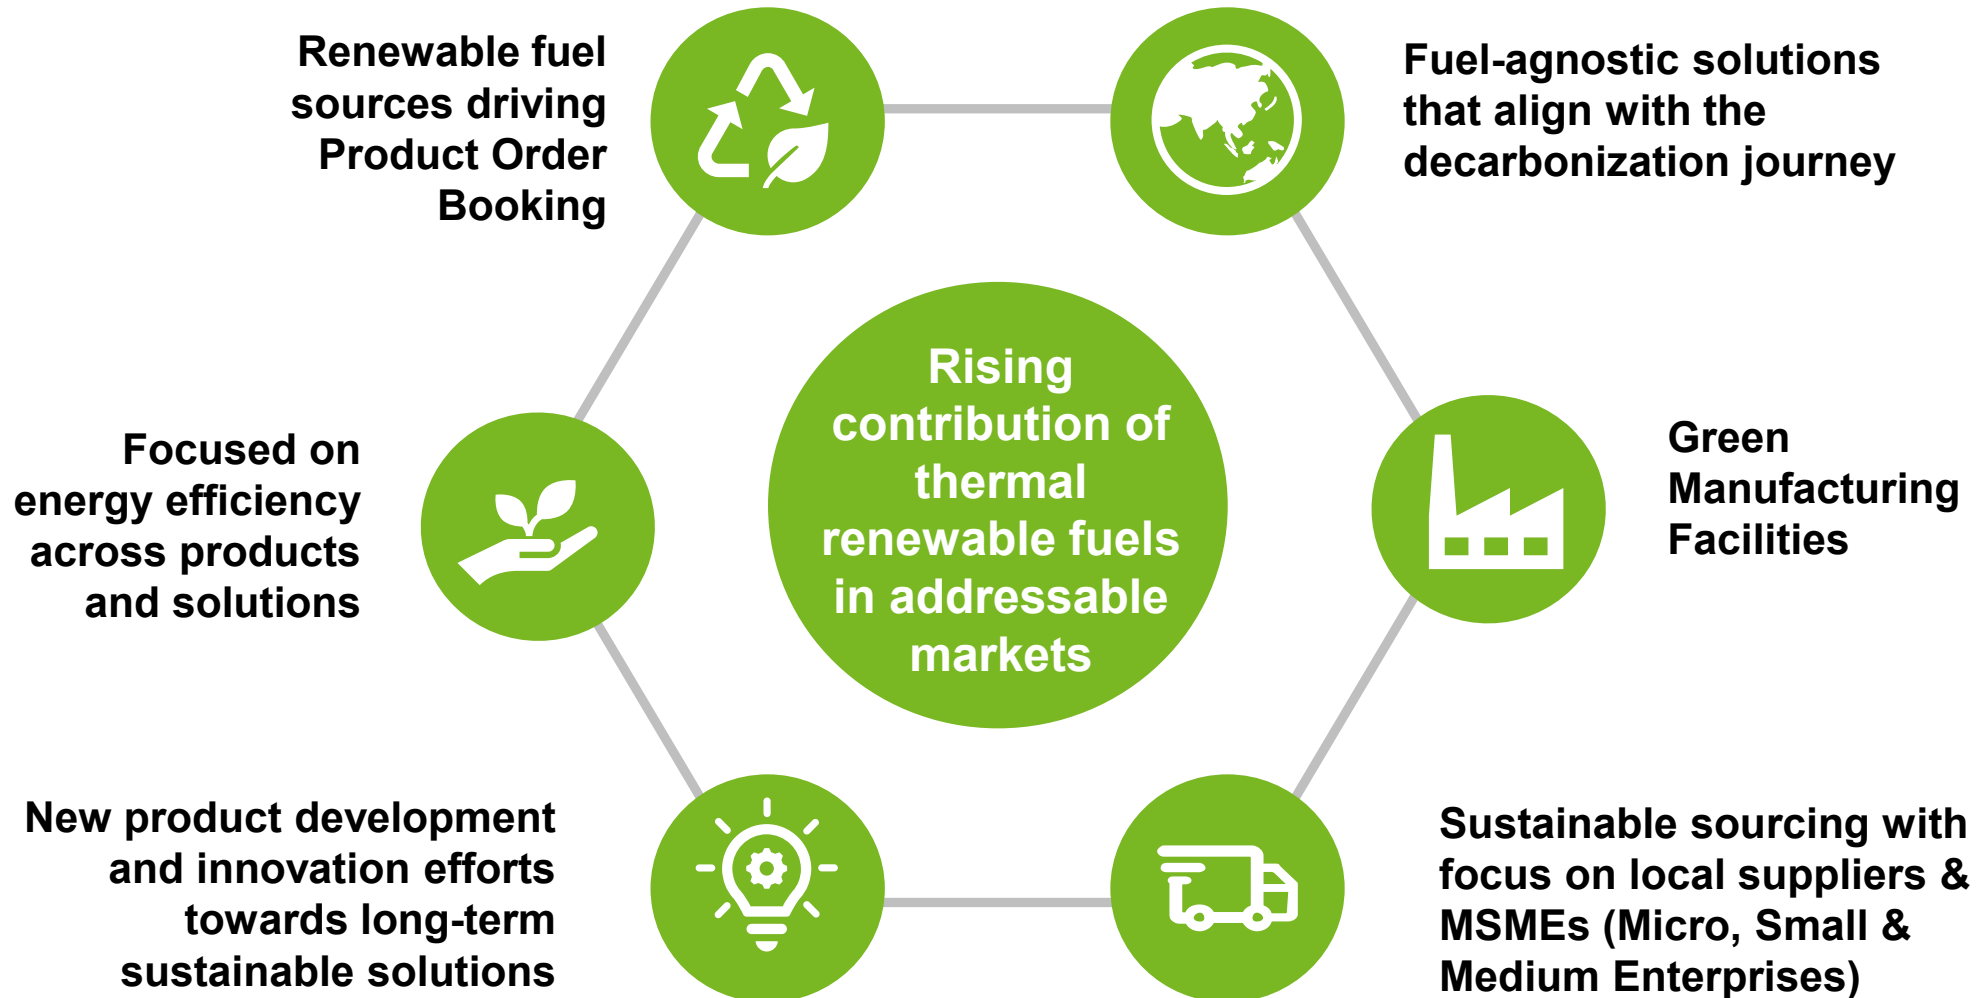 Renewable fuel
sources driving
Product Order
Booking
Fuel-agnostic solutions
that align with the
decarbonization journey
Rising
contribution of
thermal
renewable fuels
in addressable
markets
Focused on
energy efficiency
across products
and solutions
Green
Manufacturing
Facilities
New product development
and innovation efforts
towards long-term
sustainable solutions
Sustainable sourcing with
focus on local suppliers &
MSMEs (Micro, Small &
Medium Enterprises)